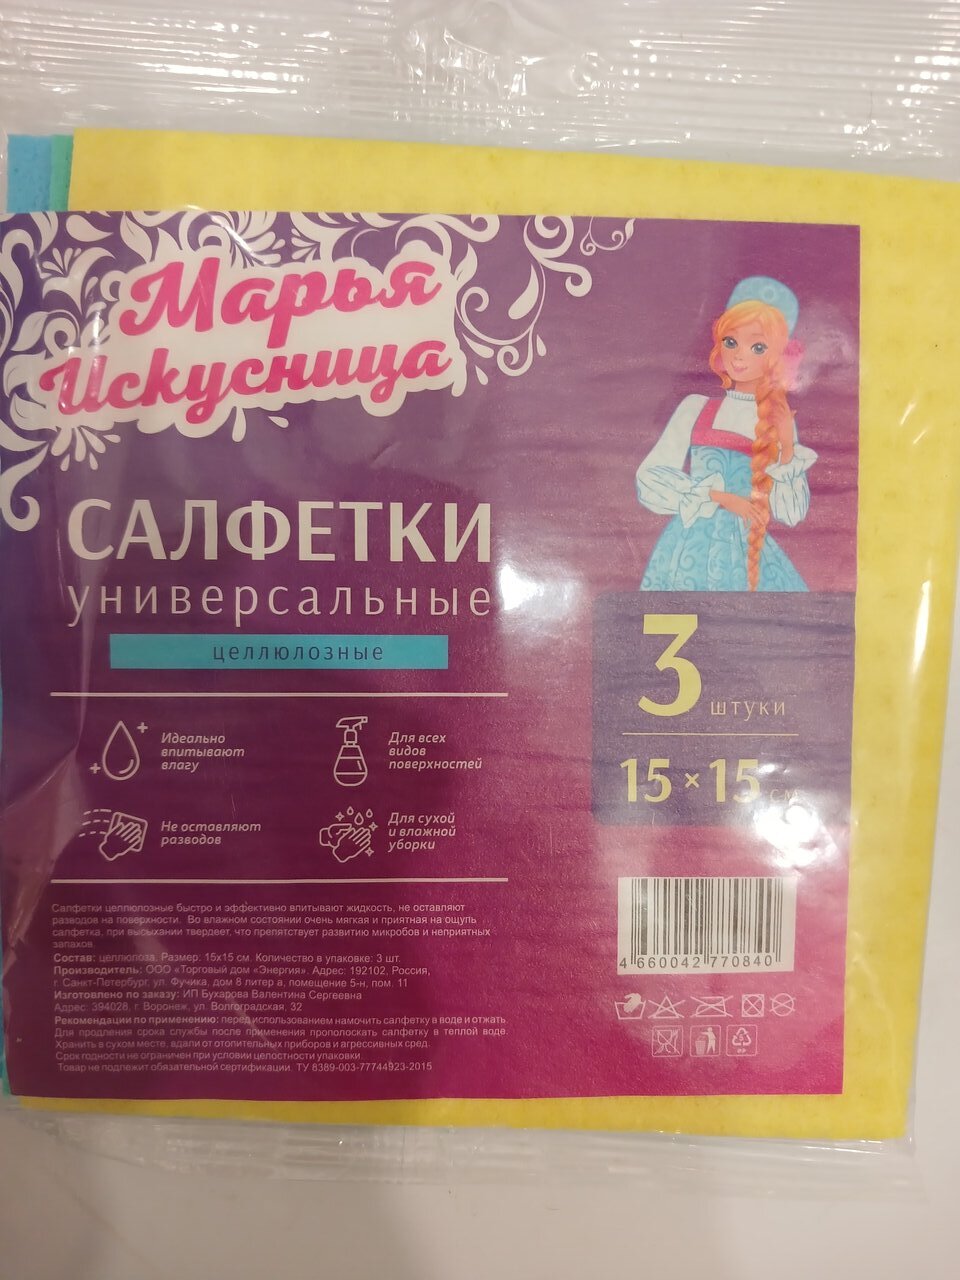 Марья
Искусница
САЛФЕТКИ
универсальные
целлюлозные
Идеально
впитывают
влагу
Для всех
видов
поверхностей
Не оставляют
разводов
Для сухой
и влажной
уборки
3 штуки
15×15 см
Салфетки целлюлозные быстро и эффективно впитывают жидкость, не оставляют
разводов на поверхности. Во влажном состоянии очень мягкая и приятная на ощупь
салфетка, при высыхании твердеет, что препятствует развитию микробов и неприятных
запахов.
Состав: целлюлоза. Размер: 15х15 см. Количество в упаковке: 3 шт.
Производитель: ООО «Торговый дом «Энергия». Адрес: 192102, Россия,
г. Санкт-Петербург, ул. Фучика, дом 8 литер а, помещение 5-н, пом. 11
Изготовлено по заказу: ИП Бухарова Валентина Сергеевна
Адрес: 394028, г. Воронеж, ул. Волгоградская, 32
Рекомендации по применению: перед использованием намочить салфетку в воде и отжать.
Для продления срока службы после применения прополоскать салфетку в теплой воде.
Хранить в сухом месте, вдали от отопительных приборов и агрессивных сред.
Срок годности не ограничен при условии целостности упаковки.
Товар не подлежит обязательной сертификации. ТУ 8389-003-77744923-2015
4 660042 770840